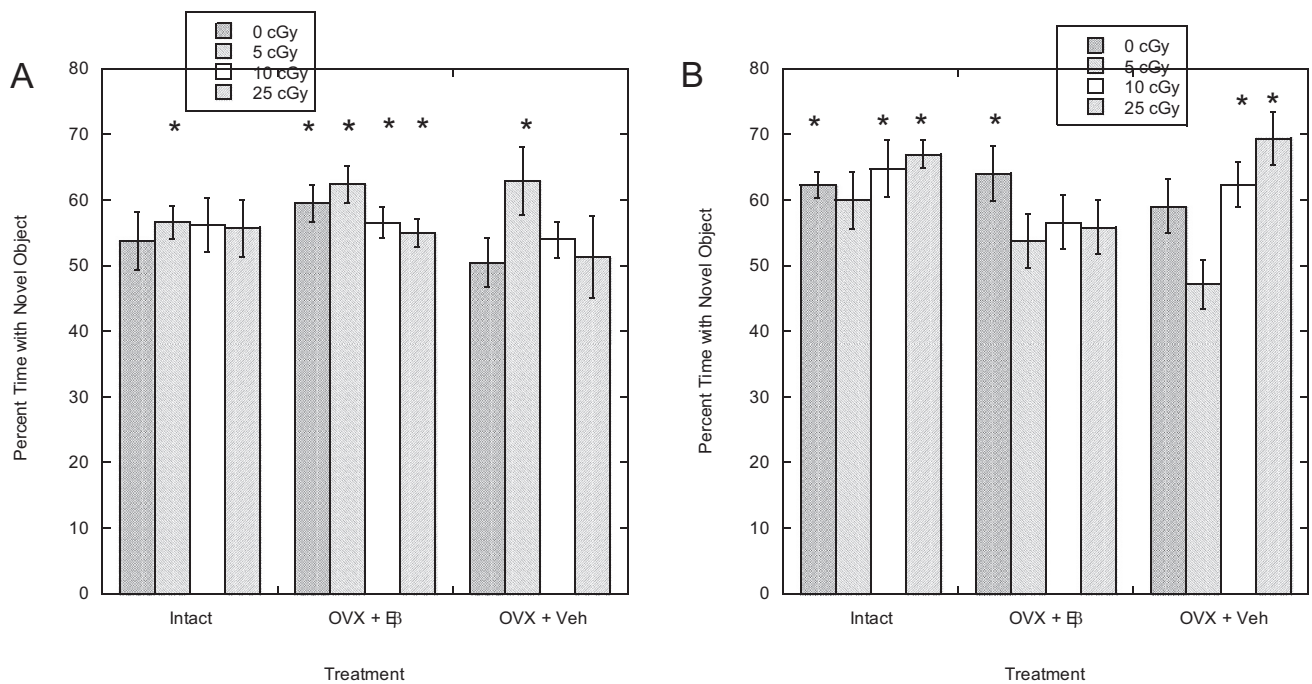 A
0 cGy
5 cGy
10 cGy
25 cGy
80
70
60
50
40
30
20
10
0
* * * * * *
Percent Time with Novel Object
Intact OVX + Eβ OVX + Veh
Treatment
B
0 cGy
5 cGy
10 cGy
25 cGy
80
70
60
50
40
30
20
10
0
* * * * * *
Percent Time with Novel Object
Intact OVX + Eβ OVX + Veh
Treatment